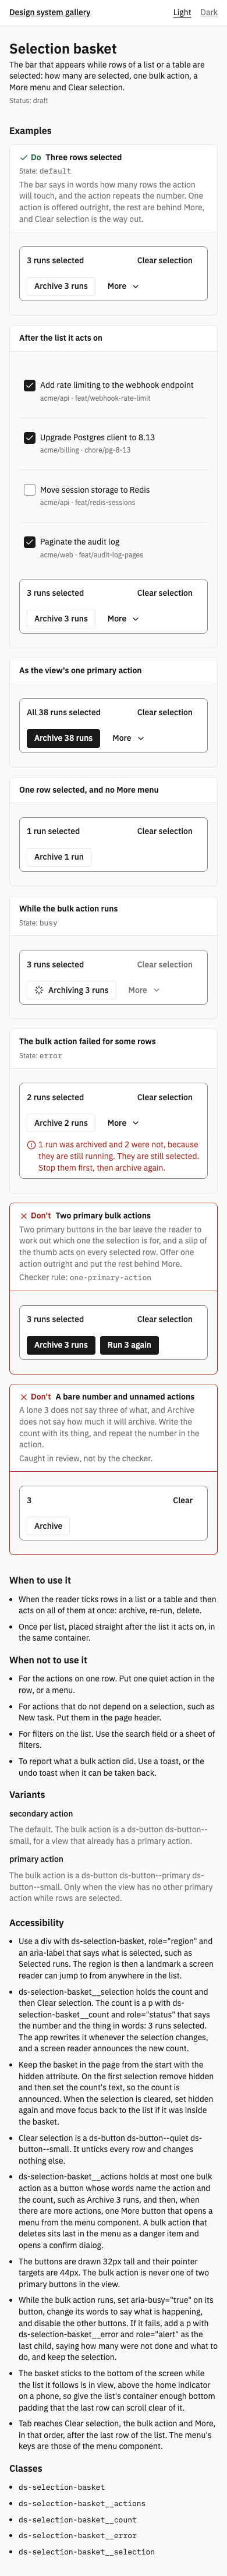 Design system gallery
Light
Dark
Selection basket
The bar that appears while rows of a list or a table are
selected: how many are selected, one bulk action, a
More menu and Clear selection.
Status: draft
Examples
Do Three rows selected
State: default
The bar says in words how many rows the action
will touch, and the action repeats the number. One
action is offered outright, the rest are behind More,
and Clear selection is the way out.
3 runs selected
Clear selection
Archive 3 runs
More
After the list it acts on
Add rate limiting to the webhook endpoint
acme/api · feat/webhook-rate-limit
Upgrade Postgres client to 8.13
acme/billing · chore/pg-8-13
Move session storage to Redis
acme/api · feat/redis-sessions
Paginate the audit log
acme/web · feat/audit-log-pages
3 runs selected
Clear selection
Archive 3 runs
More
As the view's one primary action
All 38 runs selected
Clear selection
Archive 38 runs
More
One row selected, and no More menu
1 run selected
Clear selection
Archive 1 run
While the bulk action runs
State: busy
3 runs selected
Clear selection
Archiving 3 runs
More
The bulk action failed for some rows
State: error
2 runs selected
Clear selection
Archive 2 runs
More
1 run was archived and 2 were not, because
they are still running. They are still selected.
Stop them first, then archive again.
Don't Two primary bulk actions
Two primary buttons in the bar leave the reader to
work out which one the selection is for, and a slip of
the thumb acts on every selected row. Offer one
action outright and put the rest behind More.
Checker rule: one-primary-action
3 runs selected
Clear selection
Archive 3 runs
Run 3 again
Don't A bare number and unnamed actions
A lone 3 does not say three of what, and Archive
does not say how much it will archive. Write the
count with its thing, and repeat the number in the
action.
Caught in review, not by the checker.
3
Clear
Archive
When to use it
When the reader ticks rows in a list or a table and then
acts on all of them at once: archive, re-run, delete.
Once per list, placed straight after the list it acts on, in
the same container.
When not to use it
For the actions on one row. Put one quiet action in the
row, or a menu.
For actions that do not depend on a selection, such as
New task. Put them in the page header.
For filters on the list. Use the search field or a sheet of
filters.
To report what a bulk action did. Use a toast, or the
undo toast when it can be taken back.
Variants
secondary action
The default. The bulk action is a ds-button ds-button--
small, for a view that already has a primary action.
primary action
The bulk action is a ds-button ds-button--primary ds-
button--small. Only when the view has no other primary
action while rows are selected.
Accessibility
Use a div with ds-selection-basket, role="region" and
an aria-label that says what is selected, such as
Selected runs. The region is then a landmark a screen
reader can jump to from anywhere in the list.
ds-selection-basket__selection holds the count and
then Clear selection. The count is a p with ds-
selection-basket__count and role="status" that says
the number and the thing in words: 3 runs selected.
The app rewrites it whenever the selection changes,
and a screen reader announces the new count.
Keep the basket in the page from the start with the
hidden attribute. On the first selection remove hidden
and then set the count's text, so the count is
announced. When the selection is cleared, set hidden
again and move focus back to the list if it was inside
the basket.
Clear selection is a ds-button ds-button--quiet ds-
button--small. It unticks every row and changes
nothing else.
ds-selection-basket__actions holds at most one bulk
action as a button whose words name the action and
the count, such as Archive 3 runs, and then, when
there are more actions, one More button that opens a
menu from the menu component. A bulk action that
deletes sits last in the menu as a danger item and
opens a confirm dialog.
The buttons are drawn 32px tall and their pointer
targets are 44px. The bulk action is never one of two
primary buttons in the view.
While the bulk action runs, set aria-busy="true" on its
button, change its words to say what is happening,
and disable the other buttons. If it fails, add a p with
ds-selection-basket__error and role="alert" as the
last child, saying how many were not done and what to
do, and keep the selection.
The basket sticks to the bottom of the screen while
the list it follows is in view, above the home indicator
on a phone, so give the list's container enough bottom
padding that the last row can scroll clear of it.
Tab reaches Clear selection, the bulk action and More,
in that order, after the last row of the list. The menu's
keys are those of the menu component.
Classes
ds-selection-basket
ds-selection-basket__actions
ds-selection-basket__count
ds-selection-basket__error
ds-selection-basket__selection